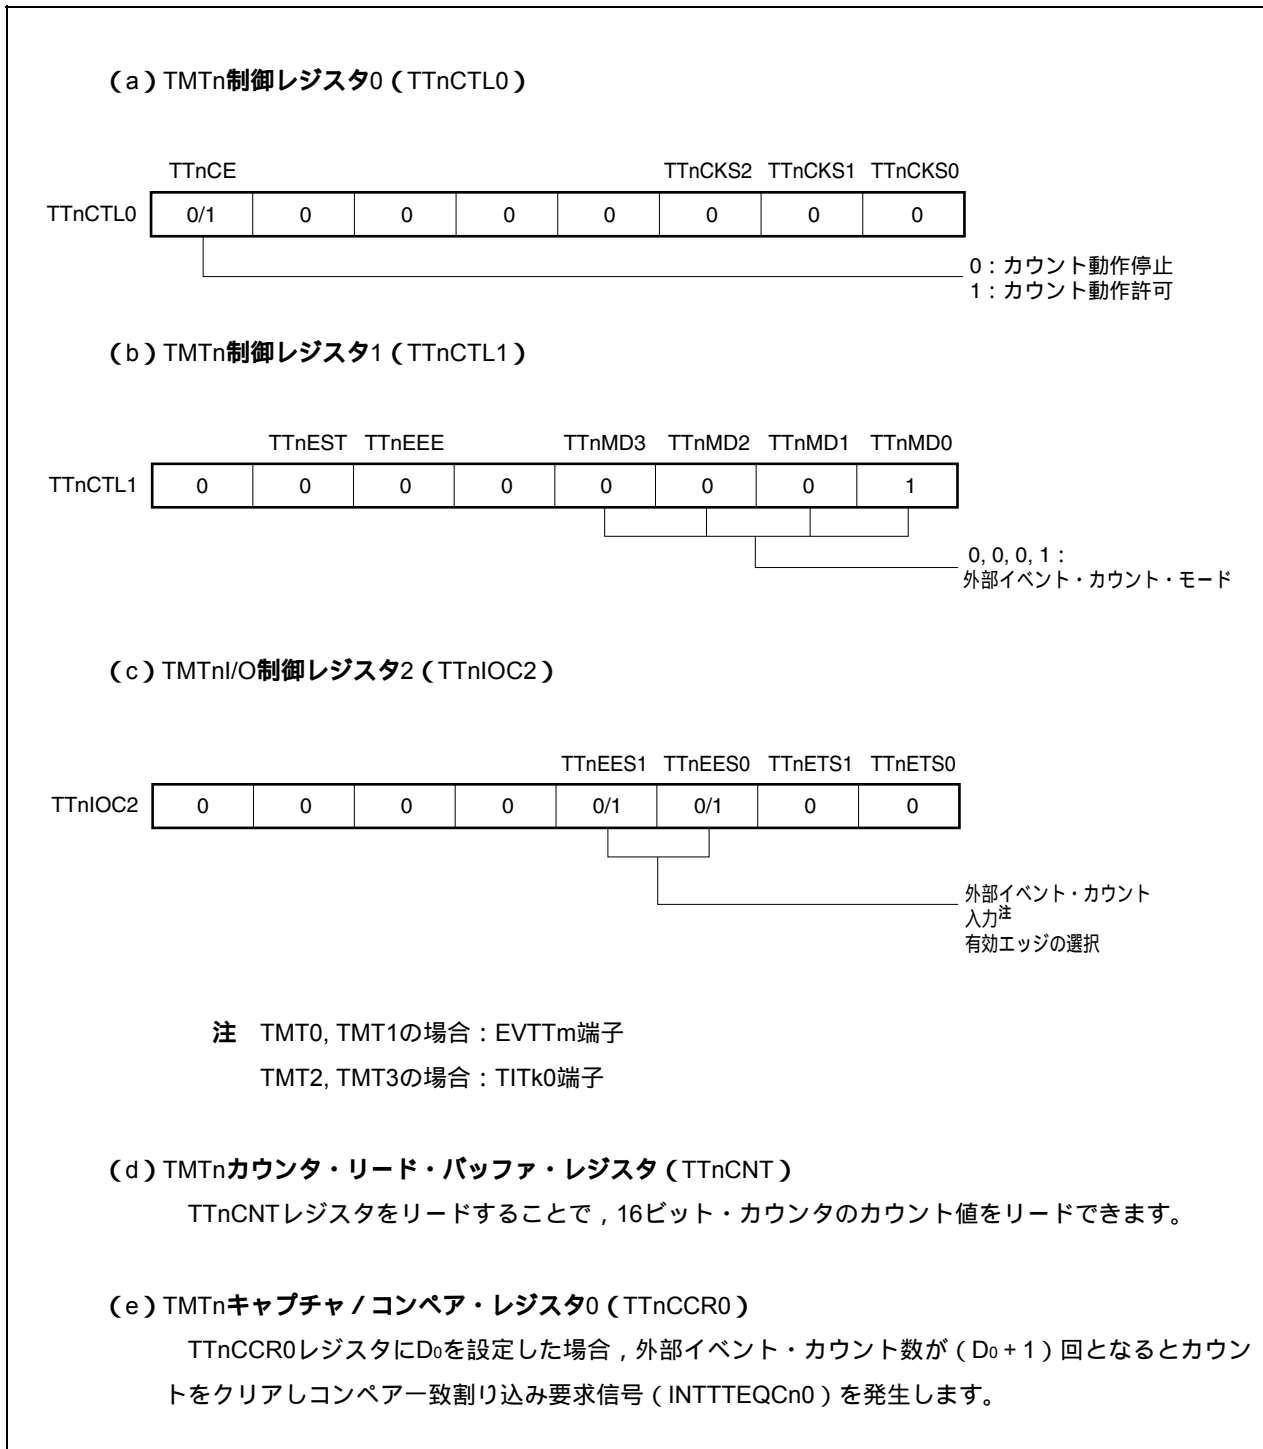 （a）TMTn制御レジスタ0（TTnCTL0）
TTnCE TTnCKS2 TTnCKS1 TTnCKS0
TTnCTL0 0/1 0 0 0 0 0 0 0
0：カウント動作停止
1：カウント動作許可
（b）TMTn制御レジスタ1（TTnCTL1）
TTnEST TTnEEE TTnMD3 TTnMD2 TTnMD1 TTnMD0
TTnCTL1 0 0 0 0 0 0 0 1
0, 0, 0, 1：
外部イベント・カウント・モード
（c）TMTnI/O制御レジスタ2（TTnIOC2）
TTnEES1 TTnEES0 TTnETS1 TTnETS0
TTnIOC2 0 0 0 0 0/1 0/1 0 0
外部イベント・カウント
入力注
有効エッジの選択
注 TMT0, TMT1の場合：EVTTm端子
TMT2, TMT3の場合：TITk0端子
（d）TMTnカウンタ・リード・バッファ・レジスタ（TTnCNT）
TTnCNTレジスタをリードすることで，16ビット・カウンタのカウント値をリードできます。
（e）TMTnキャプチャ／コンペア・レジスタ0（TTnCCR0）
TTnCCR0レジスタにD0を設定した場合，外部イベント・カウント数が（D0＋1）回となるとカウン
トをクリアしコンペア一致割り込み要求信号（INTTTEQCn0）を発生します。